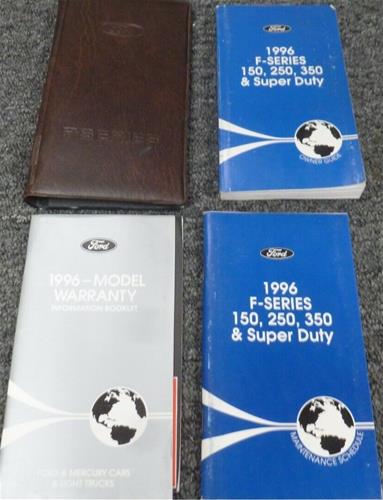 Ford
F-SERIES
Ford
1996
F-SERIES
150, 250, 350
& Super Duty
OWNER GUIDE
Ford
1996-MODEL
WARRANTY
INFORMATION BOOKLET
FORD & MERCURY CARS
& LIGHT TRUCKS
Ford
1996
F-SERIES
150, 250, 350
& Super Duty
MAINTENANCE SCHEDULE